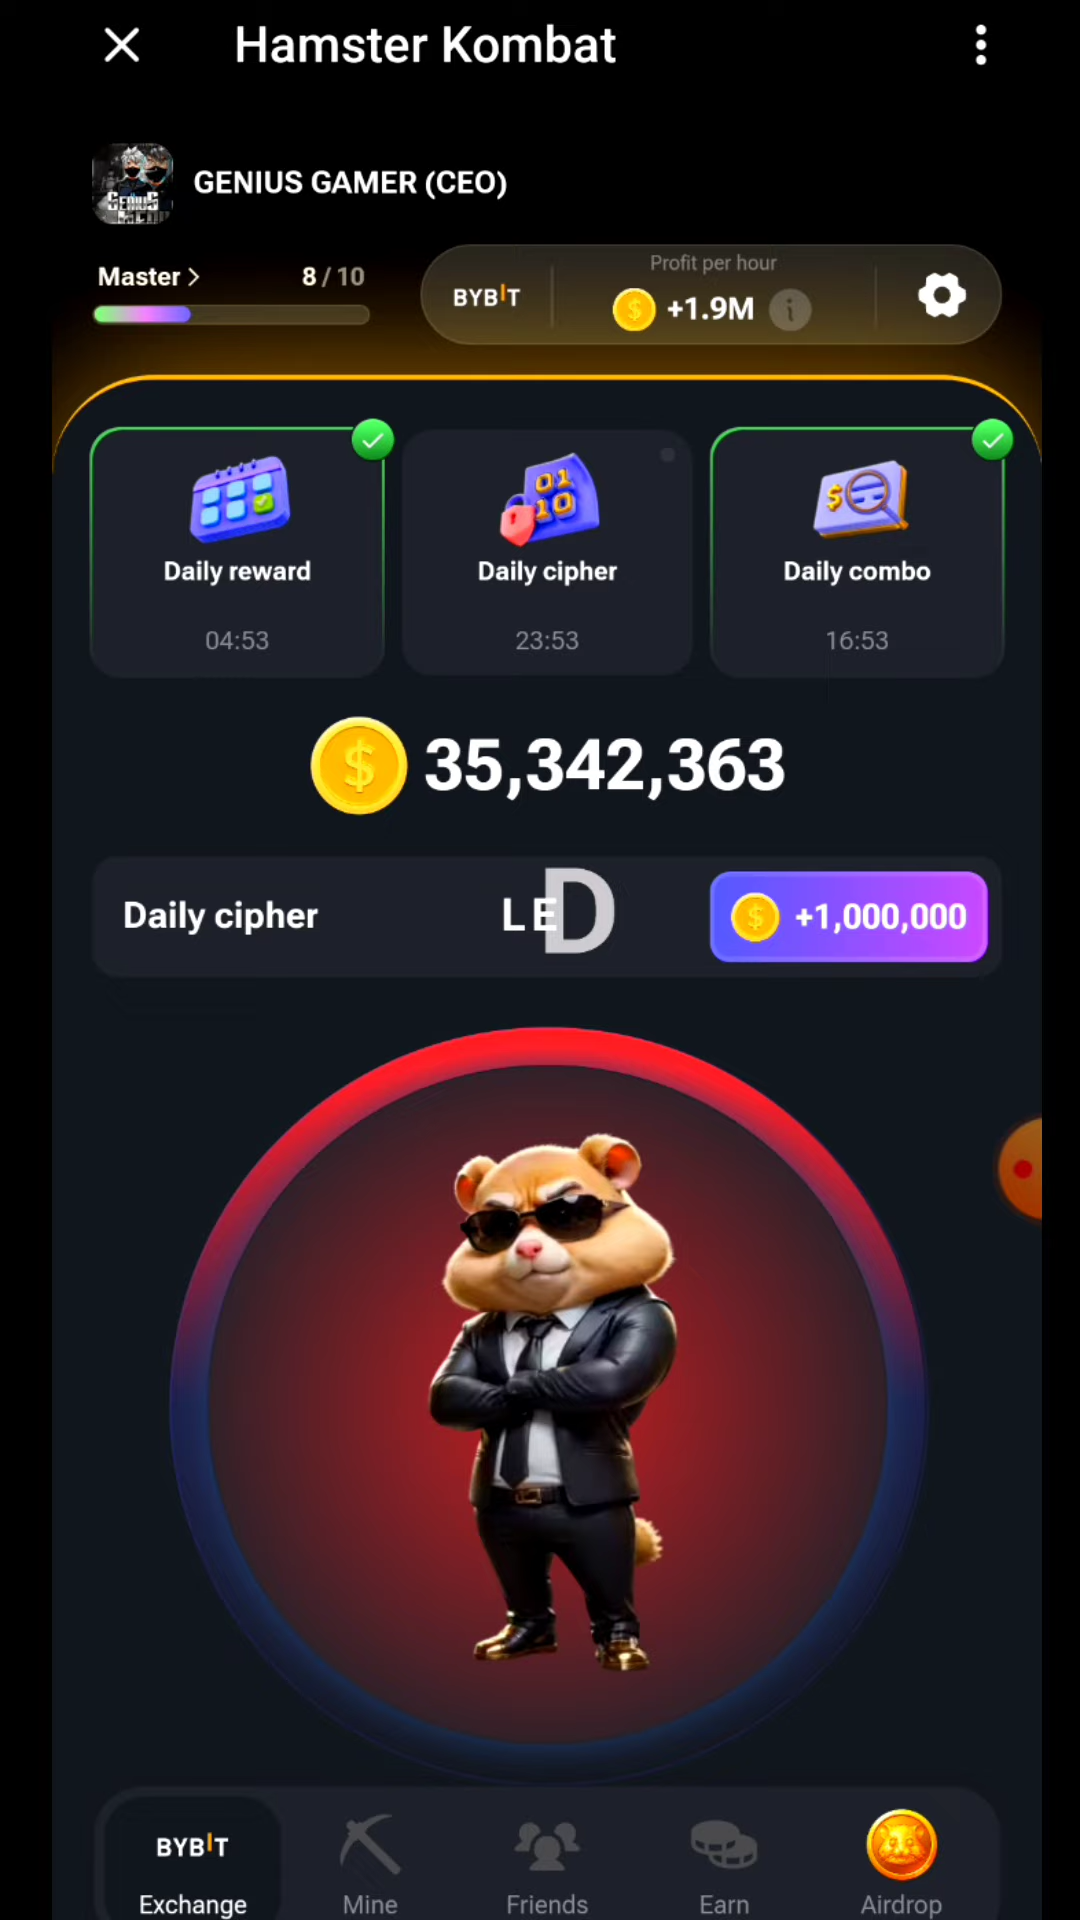 Hamster Kombat
GENIUS GAMER (CEO)
Master >
8 / 10
BYBIT
Profit per hour
+1.9M
Daily reward
04:53
Daily cipher
23:53
Daily combo
16:53
35,342,363
Daily cipher
LED
+1,000,000
BYBIT
Exchange
Mine
Friends
Earn
Airdrop